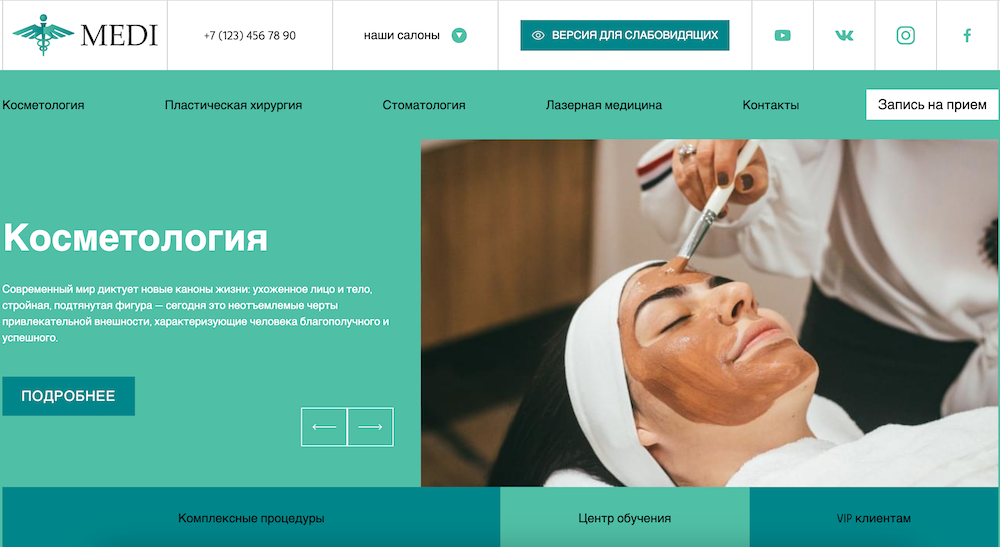 MEDI
+7 (123) 456 78 90
наши салоны
ВЕРСИЯ ДЛЯ СЛАБОВИДЯЩИХ
Косметология
Пластическая хирургия
Стоматология
Лазерная медицина
Контакты
Запись на прием
Косметология
Современный мир диктует новые каноны жизни: ухоженное лицо и тело,
стройная, подтянутая фигура — сегодня это неотъемлемые черты
привлекательной внешности, характеризующие человека благополучного и
успешного.
ПОДРОБНЕЕ
Комплексные процедуры
Центр обучения
VIP клиентам